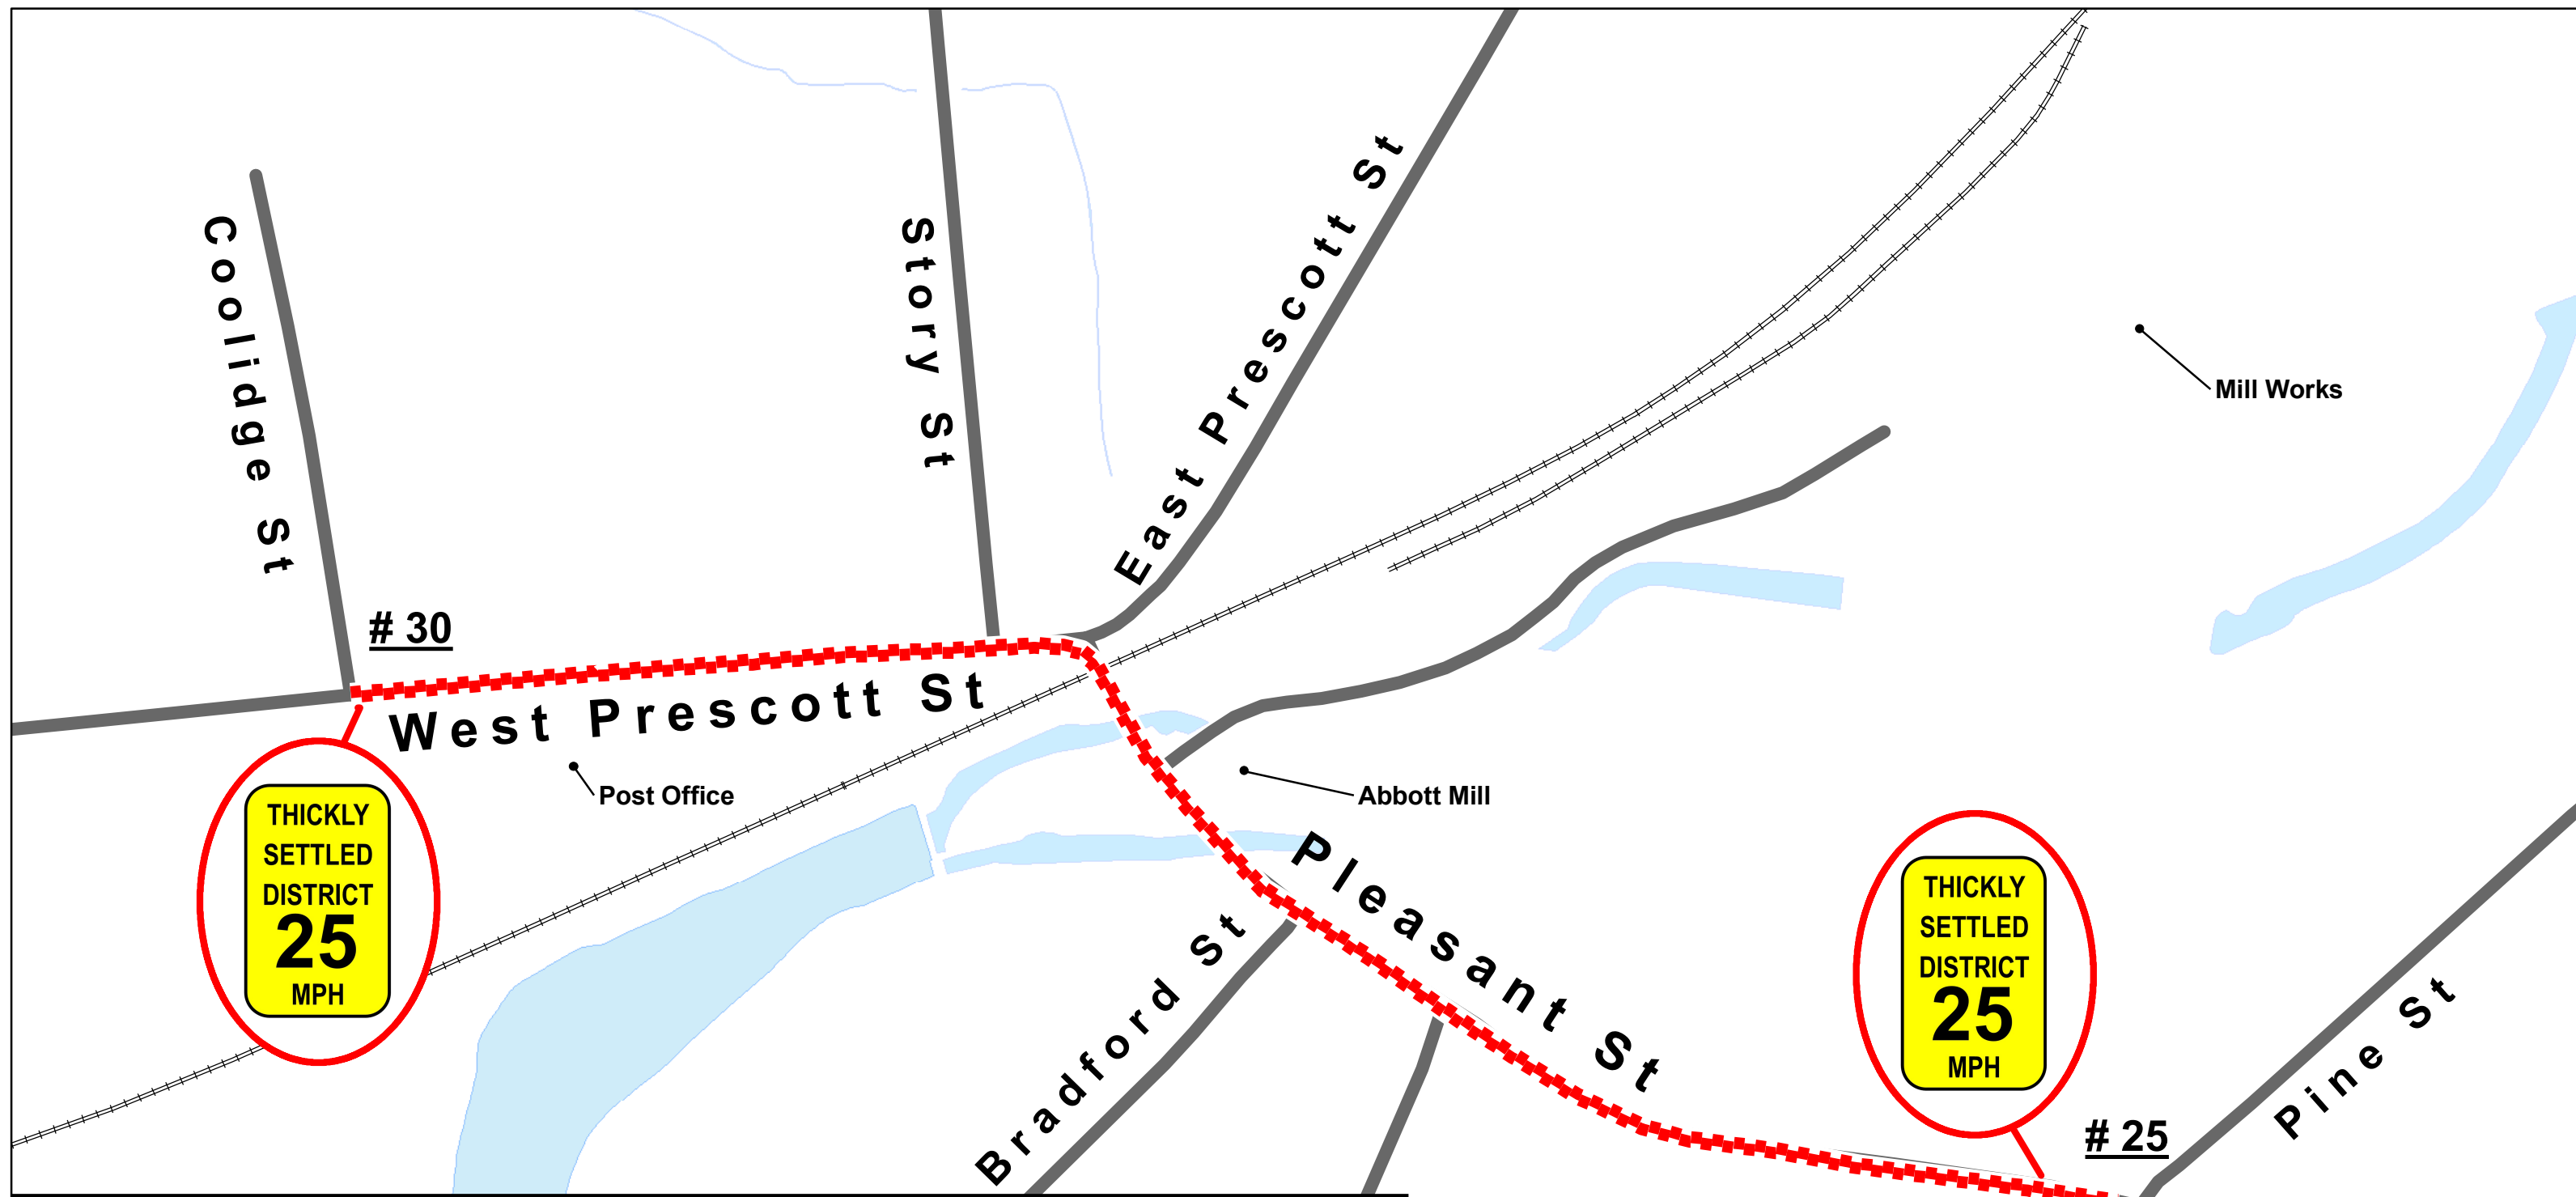 Coolidge St
Story St
East Prescott St
Mill Works
# 30
West Prescott St
Post Office
Abbott Mill
THICKLY
SETTLED
DISTRICT
25
MPH
Pleasant St
Bradford St
THICKLY
SETTLED
DISTRICT
25
MPH
Pine St
# 25